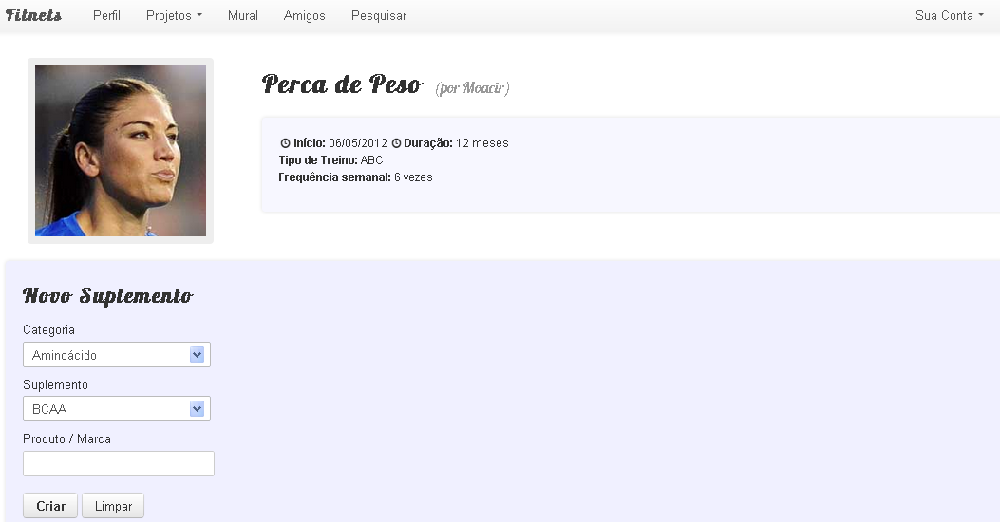 Fitnets Perfil Projetos Mural Amigos Pesquisar Sua Conta
Perca de Peso (por Moacir)
Início: 06/05/2012 Duração: 12 meses
Tipo de Treino: ABC
Frequência semanal: 6 vezes
Novo Suplemento
Categoria
Aminoácido
Suplemento
BCAA
Produto / Marca
Criar Limpar